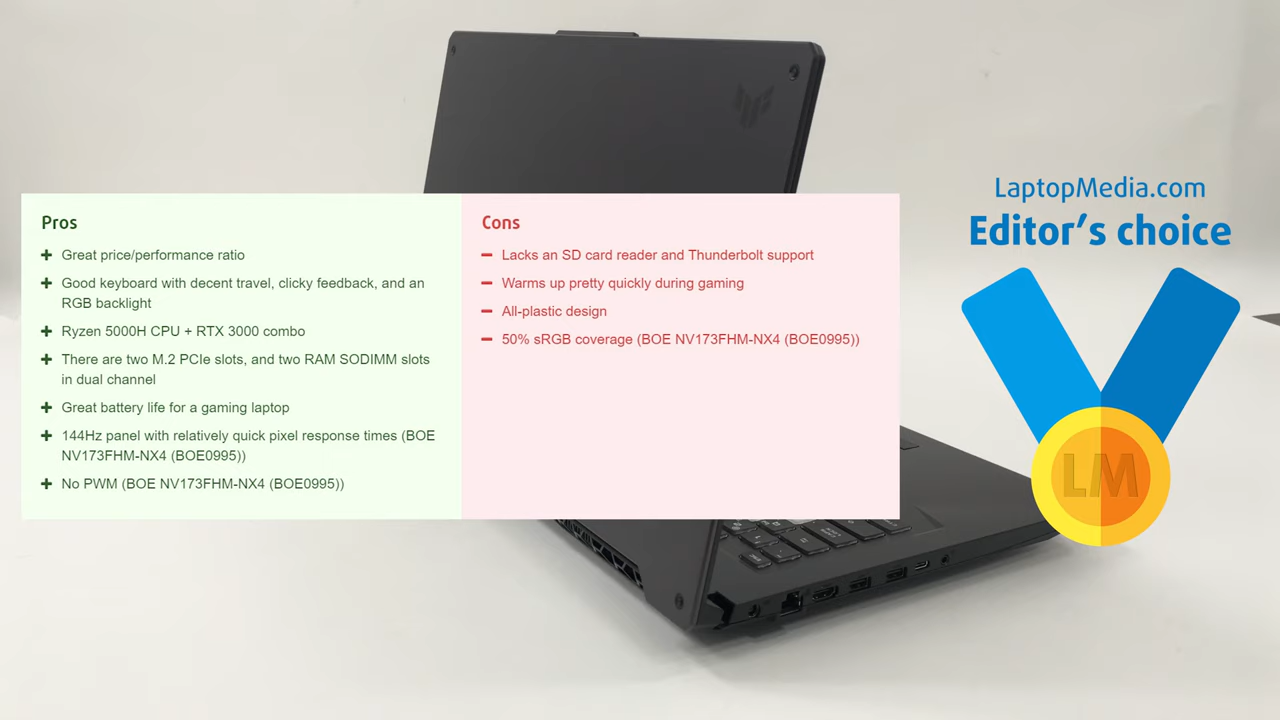 LaptopMedia.com
Editor's choice
Pros
Great price/performance ratio
Good keyboard with decent travel, clicky feedback, and an
RGB backlight
Ryzen 5000H CPU + RTX 3000 combo
There are two M.2 PCIe slots, and two RAM SODIMM slots
in dual channel
Great battery life for a gaming laptop
144Hz panel with relatively quick pixel response times (BOE
NV173FHM-NX4 (BOE0995))
No PWM (BOE NV173FHM-NX4 (BOE0995))
Cons
Lacks an SD card reader and Thunderbolt support
Warms up pretty quickly during gaming
All-plastic design
50% sRGB coverage (BOE NV173FHM-NX4 (BOE0995))
LM